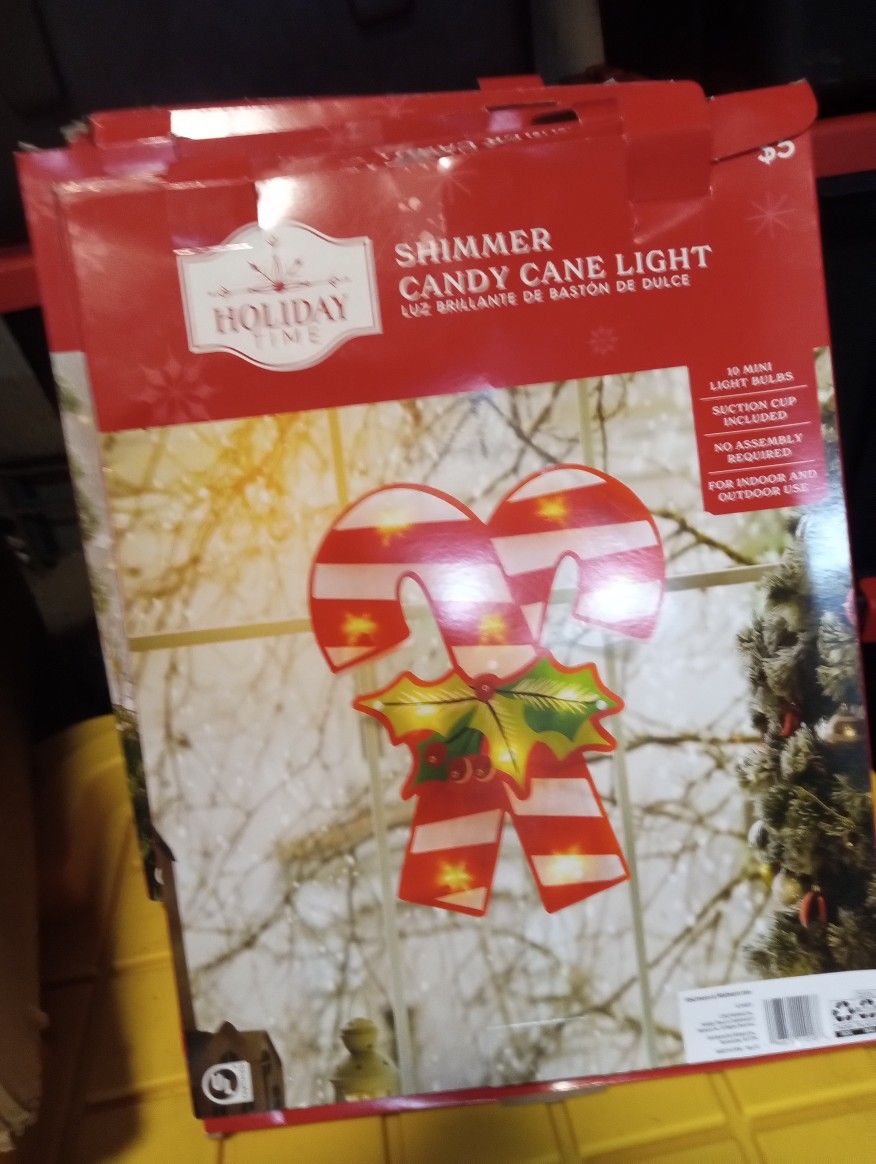 $5
HOLIDAY
TIME
SHIMMER
CANDY CANE LIGHT
LUZ BRILLANTE DE BASTÓN DE DULCE
10 MINI
LIGHT BULBS
SUCTION CUP
INCLUDED
NO ASSEMBLY
REQUIRED
FOR INDOOR AND
OUTDOOR USE